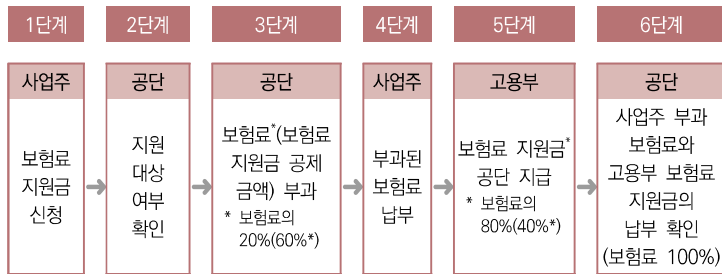 1단계
2단계
3단계
4단계
5단계
6단계
사업주
공단
공단
사업주
고용부
공단
보험료
지원금
신청
지원
대상
여부
확인
보험료*(보험료
지원금 공제
금액) 부과
* 보험료의
20%(60%*)
부과된
보험료
납부
보험료 지원금*
공단 지급
* 보험료의
80%(40%*)
사업주 부과
보험료와
고용부 보험료
지원금의
납부 확인
(보험료 100%)